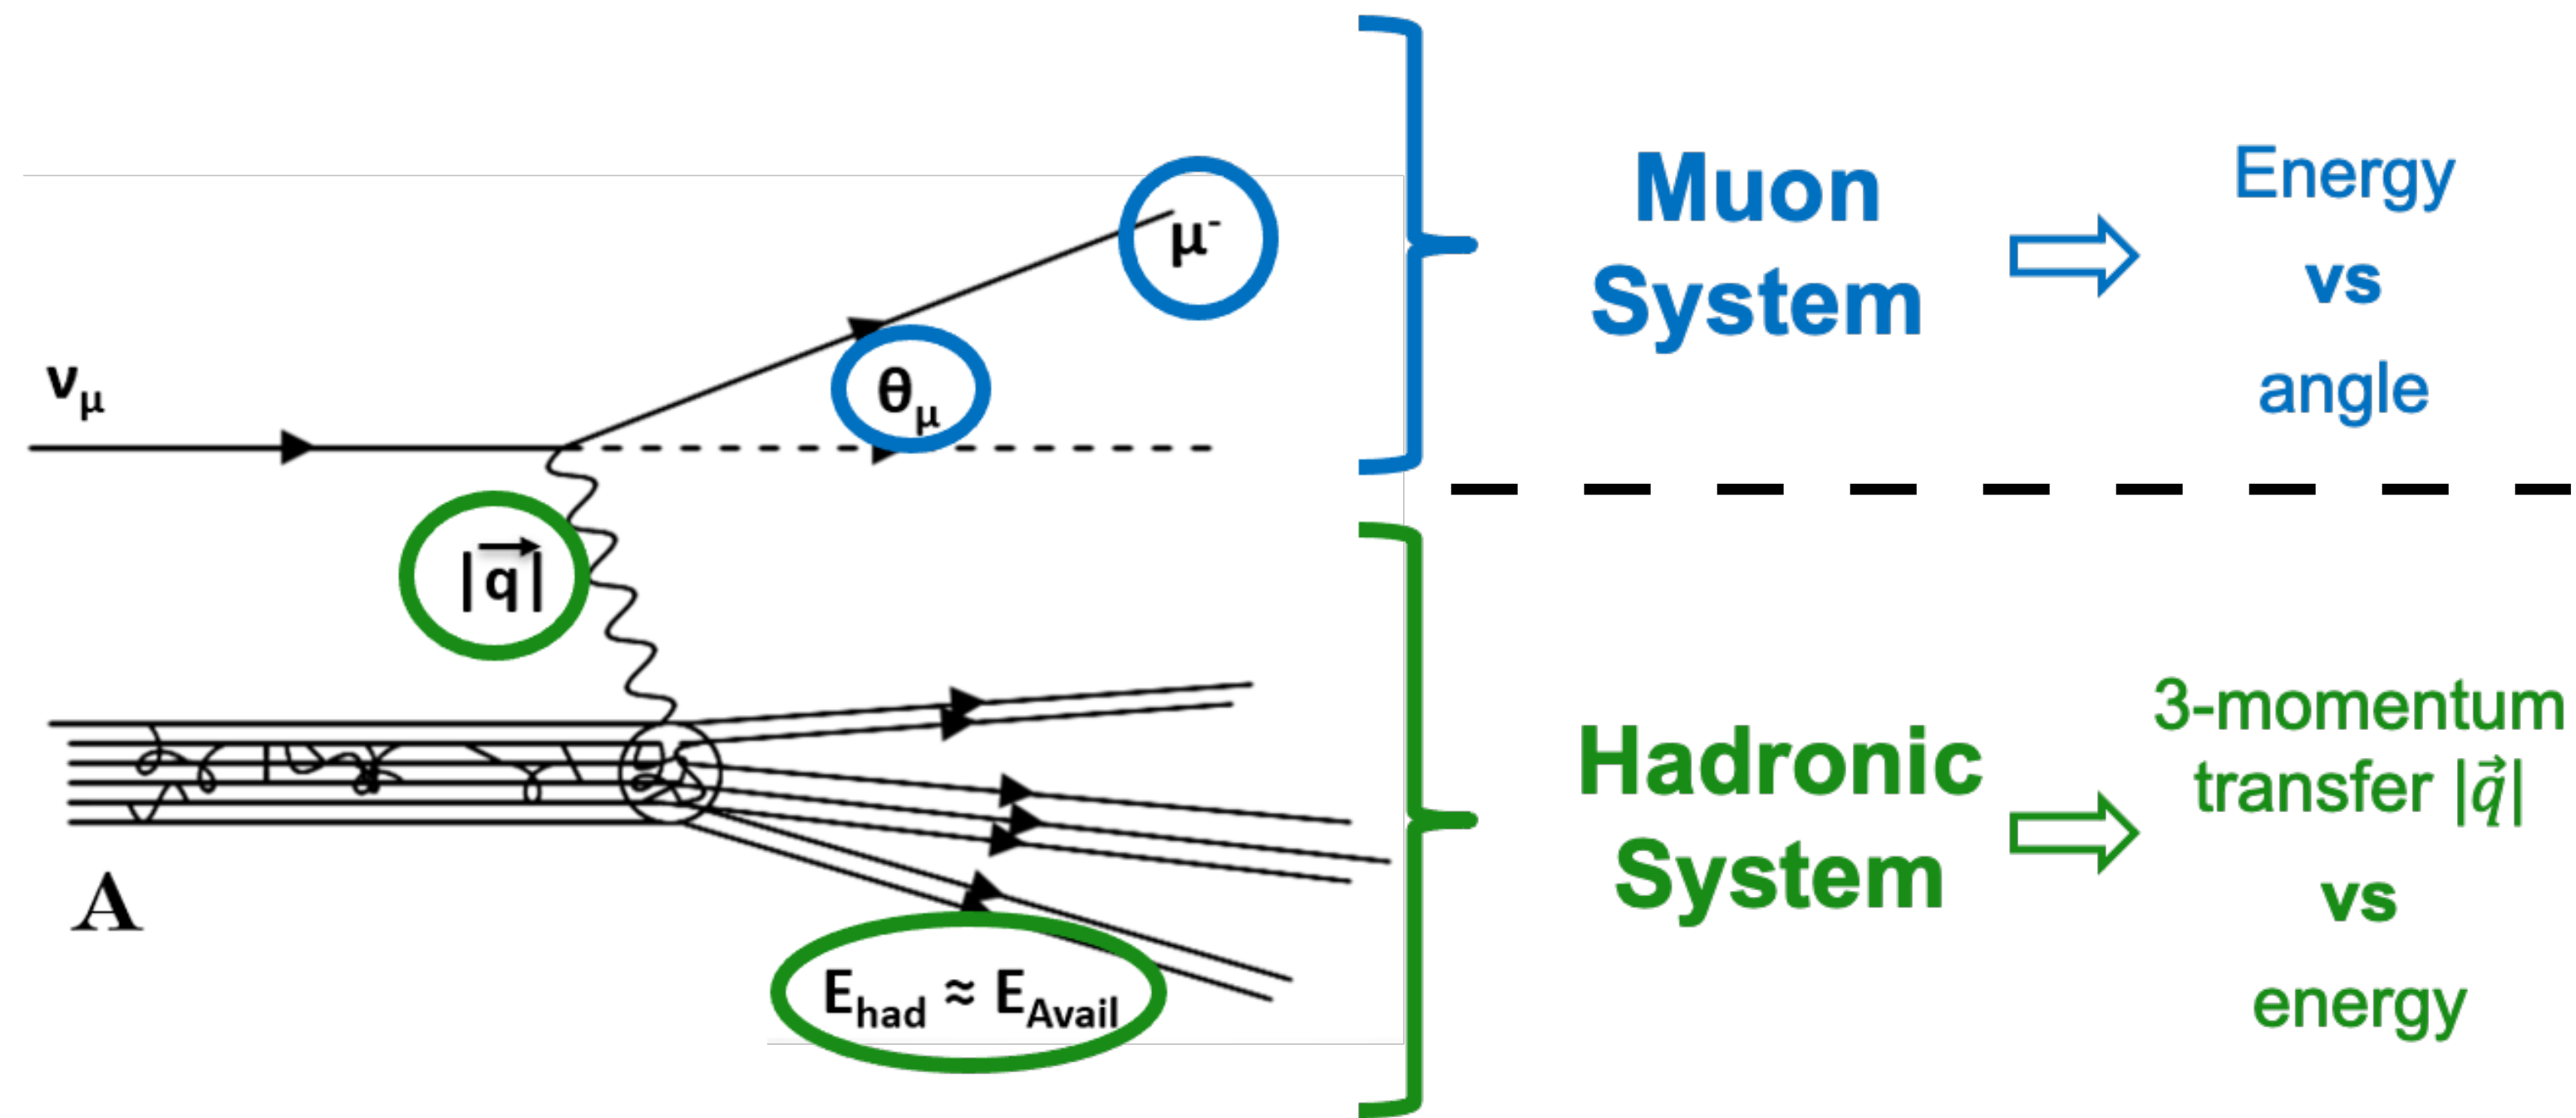 ν_μ
μ⁻
θ_μ
|q⃗|
A
E_had ≈ E_Avail
Muon
System
Energy
vs
angle
Hadronic
System
3-momentum
transfer |q⃗|
vs
energy